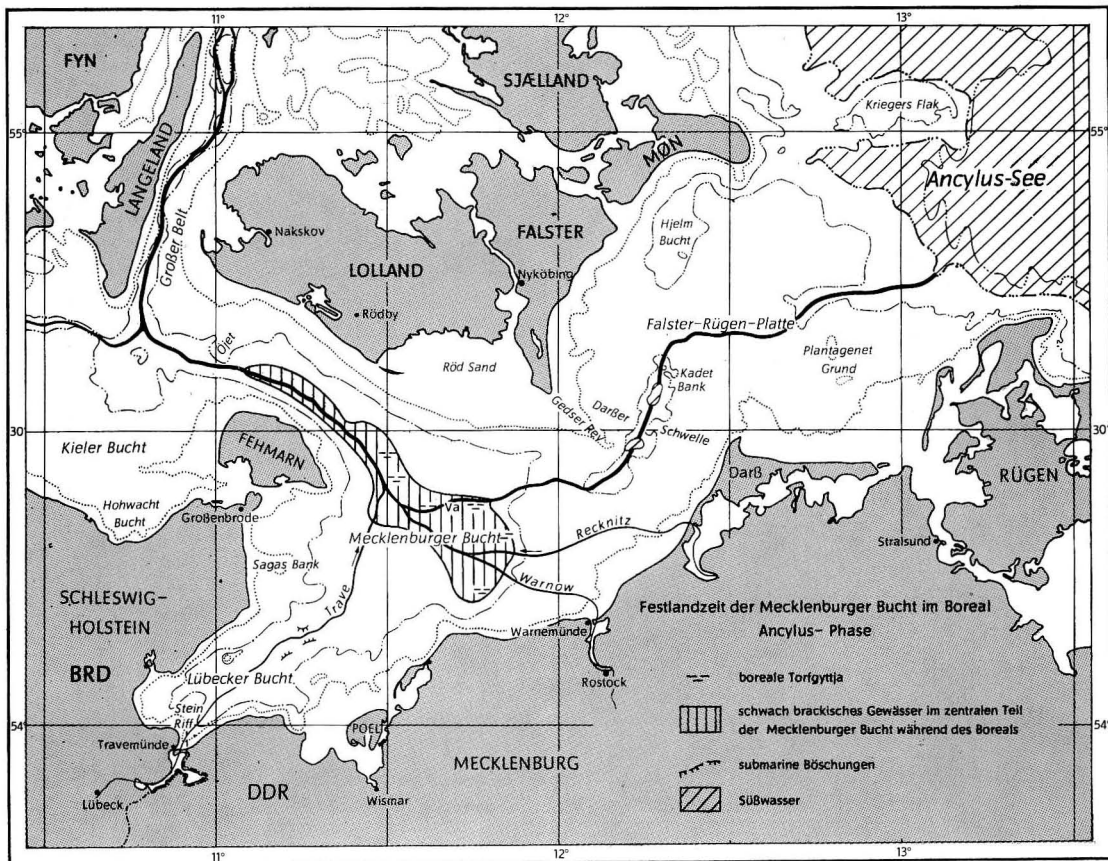 11°
12°
13°
FYN
SJÆLLAND
Kriegers Flak
55°
55°
LANGELAND
MØN
Ancylus-See
Großer Belt
Nakskov
Hjelm
Bucht
FALSTER
LOLLAND
Nyköbing
Rödby
Falster-Rügen-Platte
Öjet
Plantagenet
Grund
Röd Sand
Kadet
Bank
Gedser Rev
Darßer
Schwelle
30'
30'
Kieler Bucht
FEHMARN
Darß
RÜGEN
Hohwacht
Bucht
Großenbrode
Va
Recknitz
Mecklenburger Bucht
Stralsund
Sagas Bank
Trave
Warnow
SCHLESWIG-
HOLSTEIN
Festlandzeit der Mecklenburger Bucht im Boreal
Ancylus- Phase
Warnemünde
BRD
Rostock
boreale Torfgyttja
Lübecker Bucht
Stein
Riff
schwach brackisches Gewässer im zentralen Teil
der Mecklenburger Bucht während des Boreals
54°
54°
POEL
Travemünde
MECKLENBURG
submarine Böschungen
DDR
Wismar
Lübeck
Süßwasser
11°
12°
13°